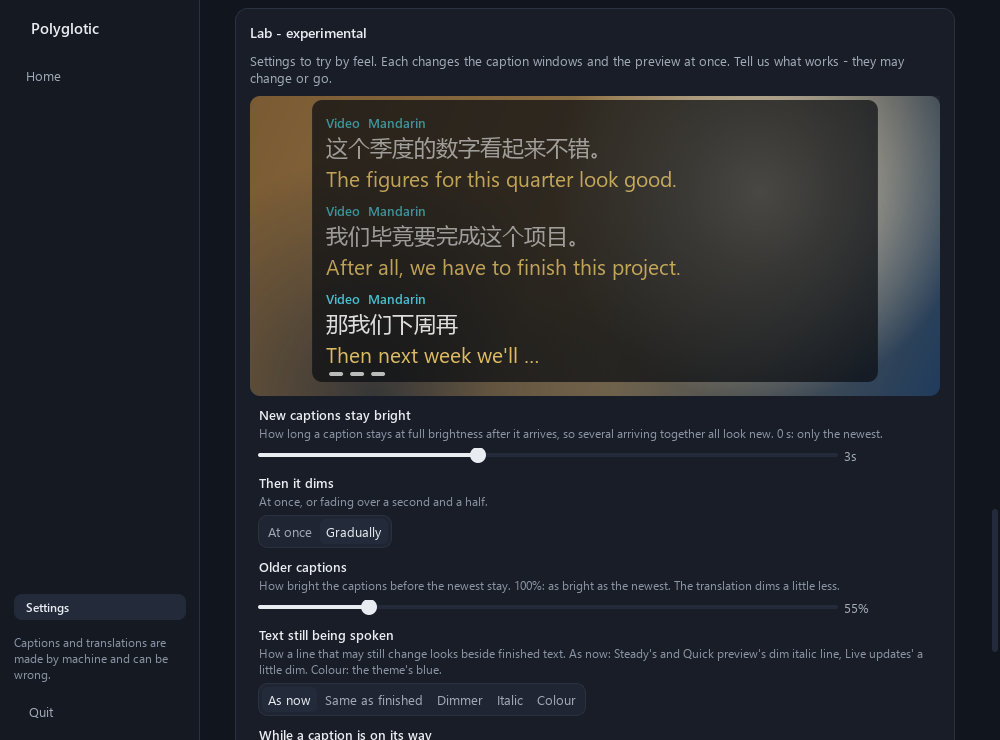 Polyglotic
Home
Settings
Captions and translations are
made by machine and can be
wrong.
Quit
Lab - experimental
Settings to try by feel. Each changes the caption windows and the preview at once. Tell us what works - they may
change or go.
Video Mandarin
这个季度的数字看起来不错。
The figures for this quarter look good.
Video Mandarin
我们毕竟要完成这个项目。
After all, we have to finish this project.
Video Mandarin
那我们下周再
Then next week we'll ...
New captions stay bright
How long a caption stays at full brightness after it arrives, so several arriving together all look new. 0 s: only the newest.
3s
Then it dims
At once, or fading over a second and a half.
At once Gradually
Older captions
How bright the captions before the newest stay. 100%: as bright as the newest. The translation dims a little less.
55%
Text still being spoken
How a line that may still change looks beside finished text. As now: Steady's and Quick preview's dim italic line, Live updates' a
little dim. Colour: the theme's blue.
As now Same as finished Dimmer Italic Colour
While a caption is on its way